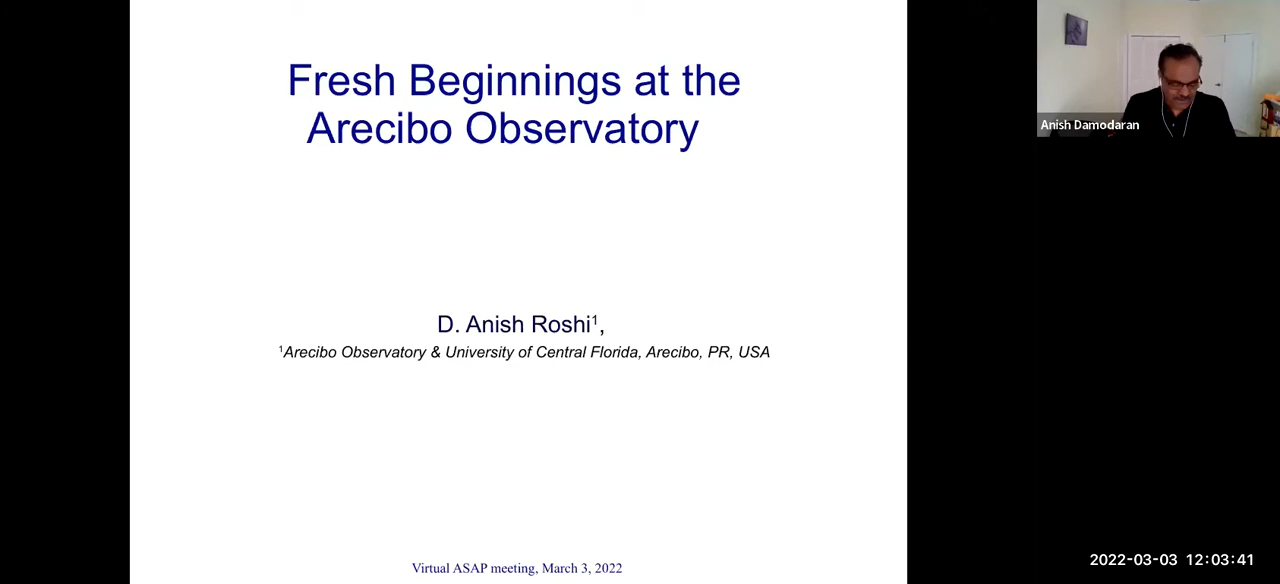 Fresh Beginnings at the
Arecibo Observatory
D. Anish Roshi¹,
¹Arecibo Observatory & University of Central Florida, Arecibo, PR, USA
Virtual ASAP meeting, March 3, 2022
Anish Damodaran
2022-03-03 12:03:41